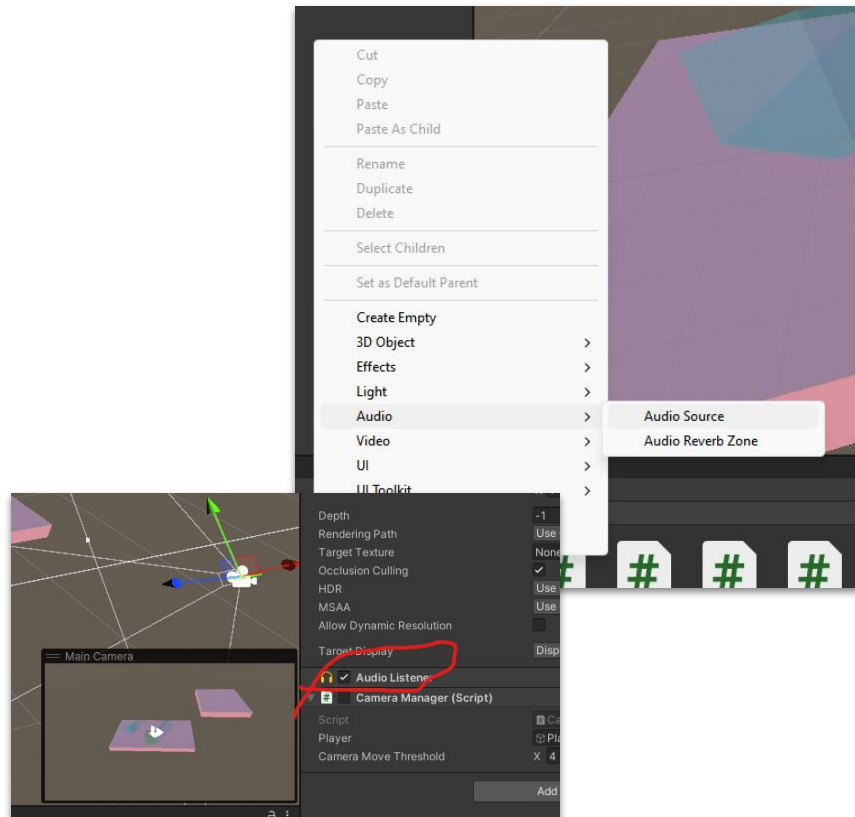 Cut
Copy
Paste
Paste As Child
Rename
Duplicate
Delete
Select Children
Set as Default Parent
Create Empty
3D Object
Effects
Light
Audio
Audio Source
Video
Audio Reverb Zone
UI
UI Toolkit
Depth -1
Rendering Path Use
Target Texture None
Occlusion Culling
HDR Use
MSAA Use
Allow Dynamic Resolution
Target Display Disp
Main Camera
Audio Listener
# Camera Manager (Script)
Script Ca
Player Pla
Camera Move Threshold X 4
Add
# # # #